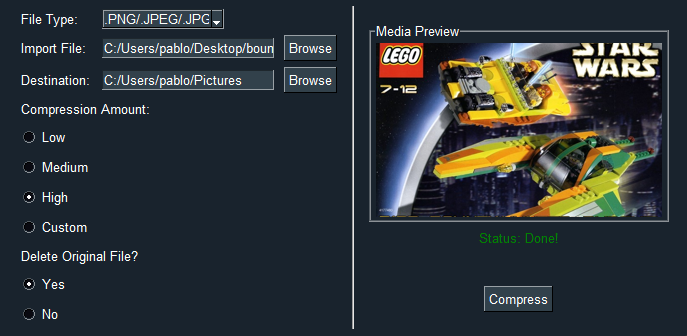 File Type: .PNG/.JPEG/.JPG
Import File: C:/Users/pablo/Desktop/boun Browse
Destination: C:/Users/pablo/Pictures Browse
Compression Amount:
Low
Medium
High
Custom
Delete Original File?
Yes
No
Media Preview
LEGO
STAR
WARS
7-12
Status: Done!
Compress